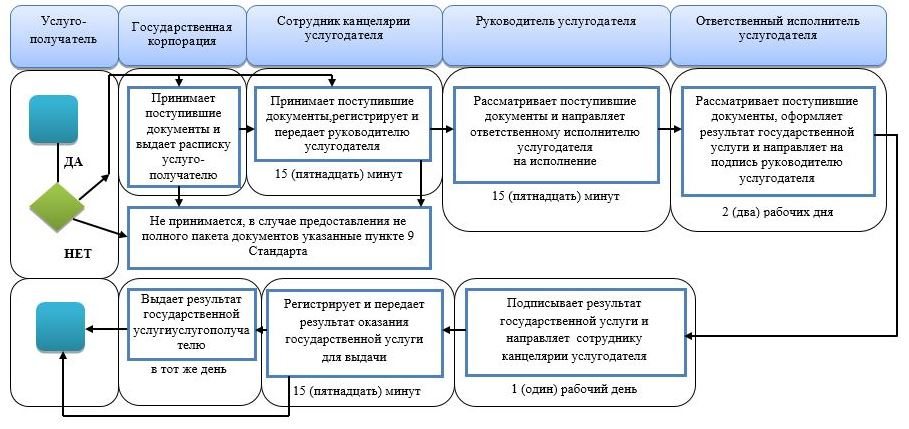 Услуго-
получатель
Государственная
корпорация
Сотрудник канцелярии
услугодателя
Руководитель услугодателя
Ответственный исполнитель
услугодателя
ДА
НЕТ
Принимает
поступившие
документы и
выдает расписку
услуго-
получателю
Принимает поступившие
документы,регистрирует и
передает руководителю
услугодателя
15 (пятнадцать) минут
Рассматривает поступившие
документы и направляет
ответственному исполнителю
услугодателя
на исполнение
15 (пятнадцать) минут
Рассматривает поступившие
документы, оформляет
результат государственной
услуги и направляет на
подпись руководителю
услугодателя
2 (два) рабочих дня
Не принимается, в случае предоставления не
полного пакета документов указанные пункте 9
Стандарта
Выдает результат
государственной
услугиуслугополуча
телю
в тот же день
Регистрирует и передает
результат оказания
государственной услуги
для выдачи
15 (пятнадцать) минут
Подписывает результат
государственной услуги и
направляет сотруднику
канцелярии услугодателя
1 (один) рабочий день